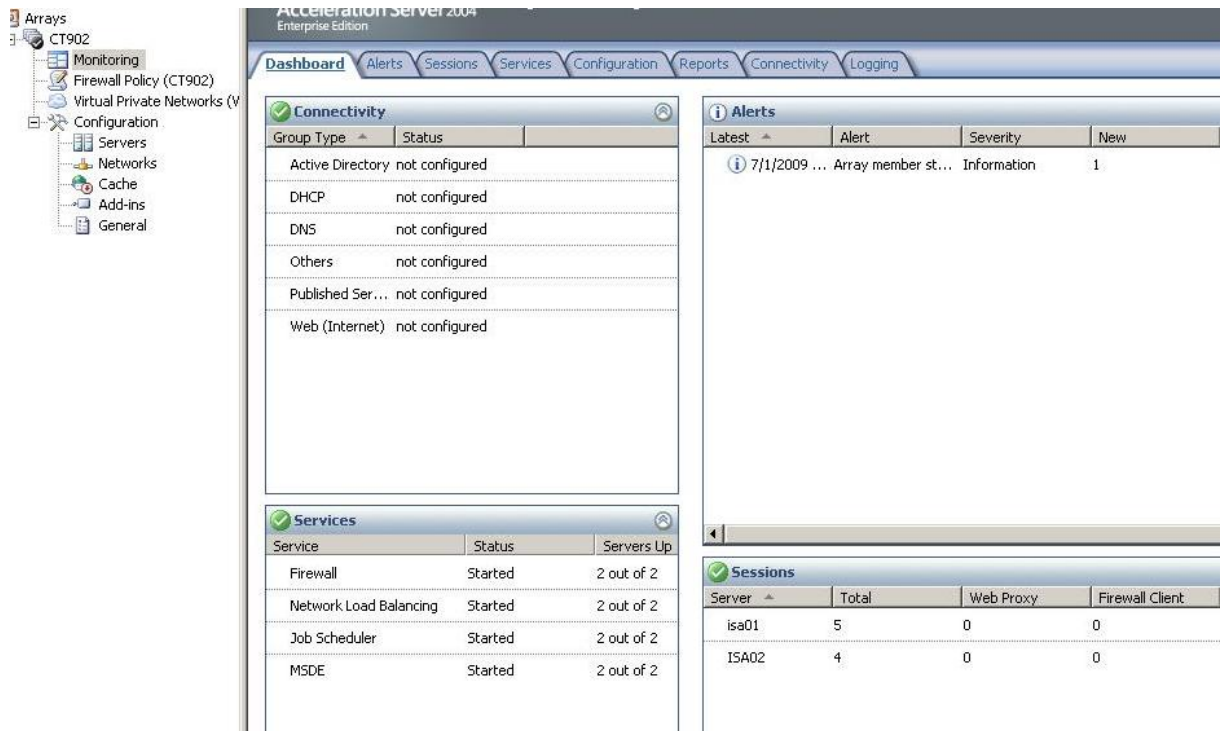 Arrays
CT902
Monitoring
Firewall Policy (CT902)
Virtual Private Networks (V
Configuration
Servers
Networks
Cache
Add-ins
General
Acceleration Server 2004
Enterprise Edition
Dashboard Alerts Sessions Services Configuration Reports Connectivity Logging
Connectivity
Group Type Status
Active Directory not configured
DHCP not configured
DNS not configured
Others not configured
Published Ser... not configured
Web (Internet) not configured
Services
Service Status Servers Up
Firewall Started 2 out of 2
Network Load Balancing Started 2 out of 2
Job Scheduler Started 2 out of 2
MSDE Started 2 out of 2
Alerts
Latest Alert Severity New
7/1/2009 ... Array member st... Information 1
Sessions
Server Total Web Proxy Firewall Client
isa01 5 0 0
ISA02 4 0 0